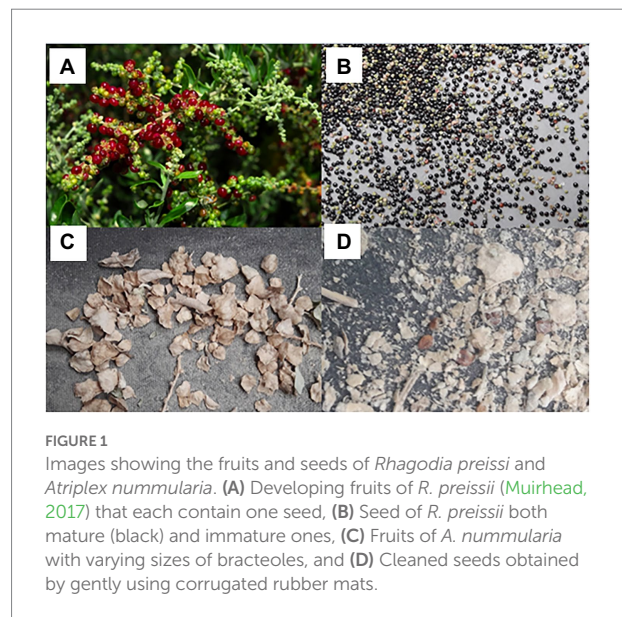 A
B
C
D
FIGURE 1
Images showing the fruits and seeds of Rhagodia preissi and
Atriplex nummularia. (A) Developing fruits of R. preissii (Muirhead,
2017) that each contain one seed, (B) Seed of R. preissii both
mature (black) and immature ones, (C) Fruits of A. nummularia
with varying sizes of bracteoles, and (D) Cleaned seeds obtained
by gently using corrugated rubber mats.